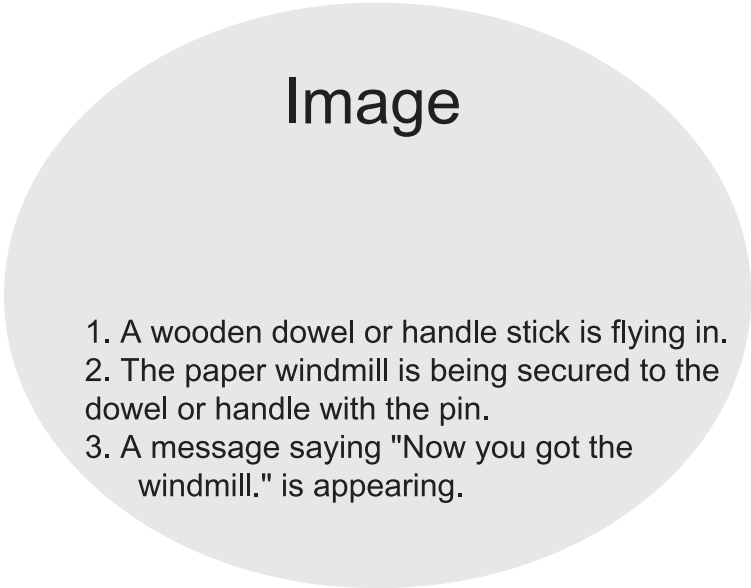 Image
1. A wooden dowel or handle stick is flying in.
2. The paper windmill is being secured to the
dowel or handle with the pin.
3. A message saying "Now you got the
windmill." is appearing.